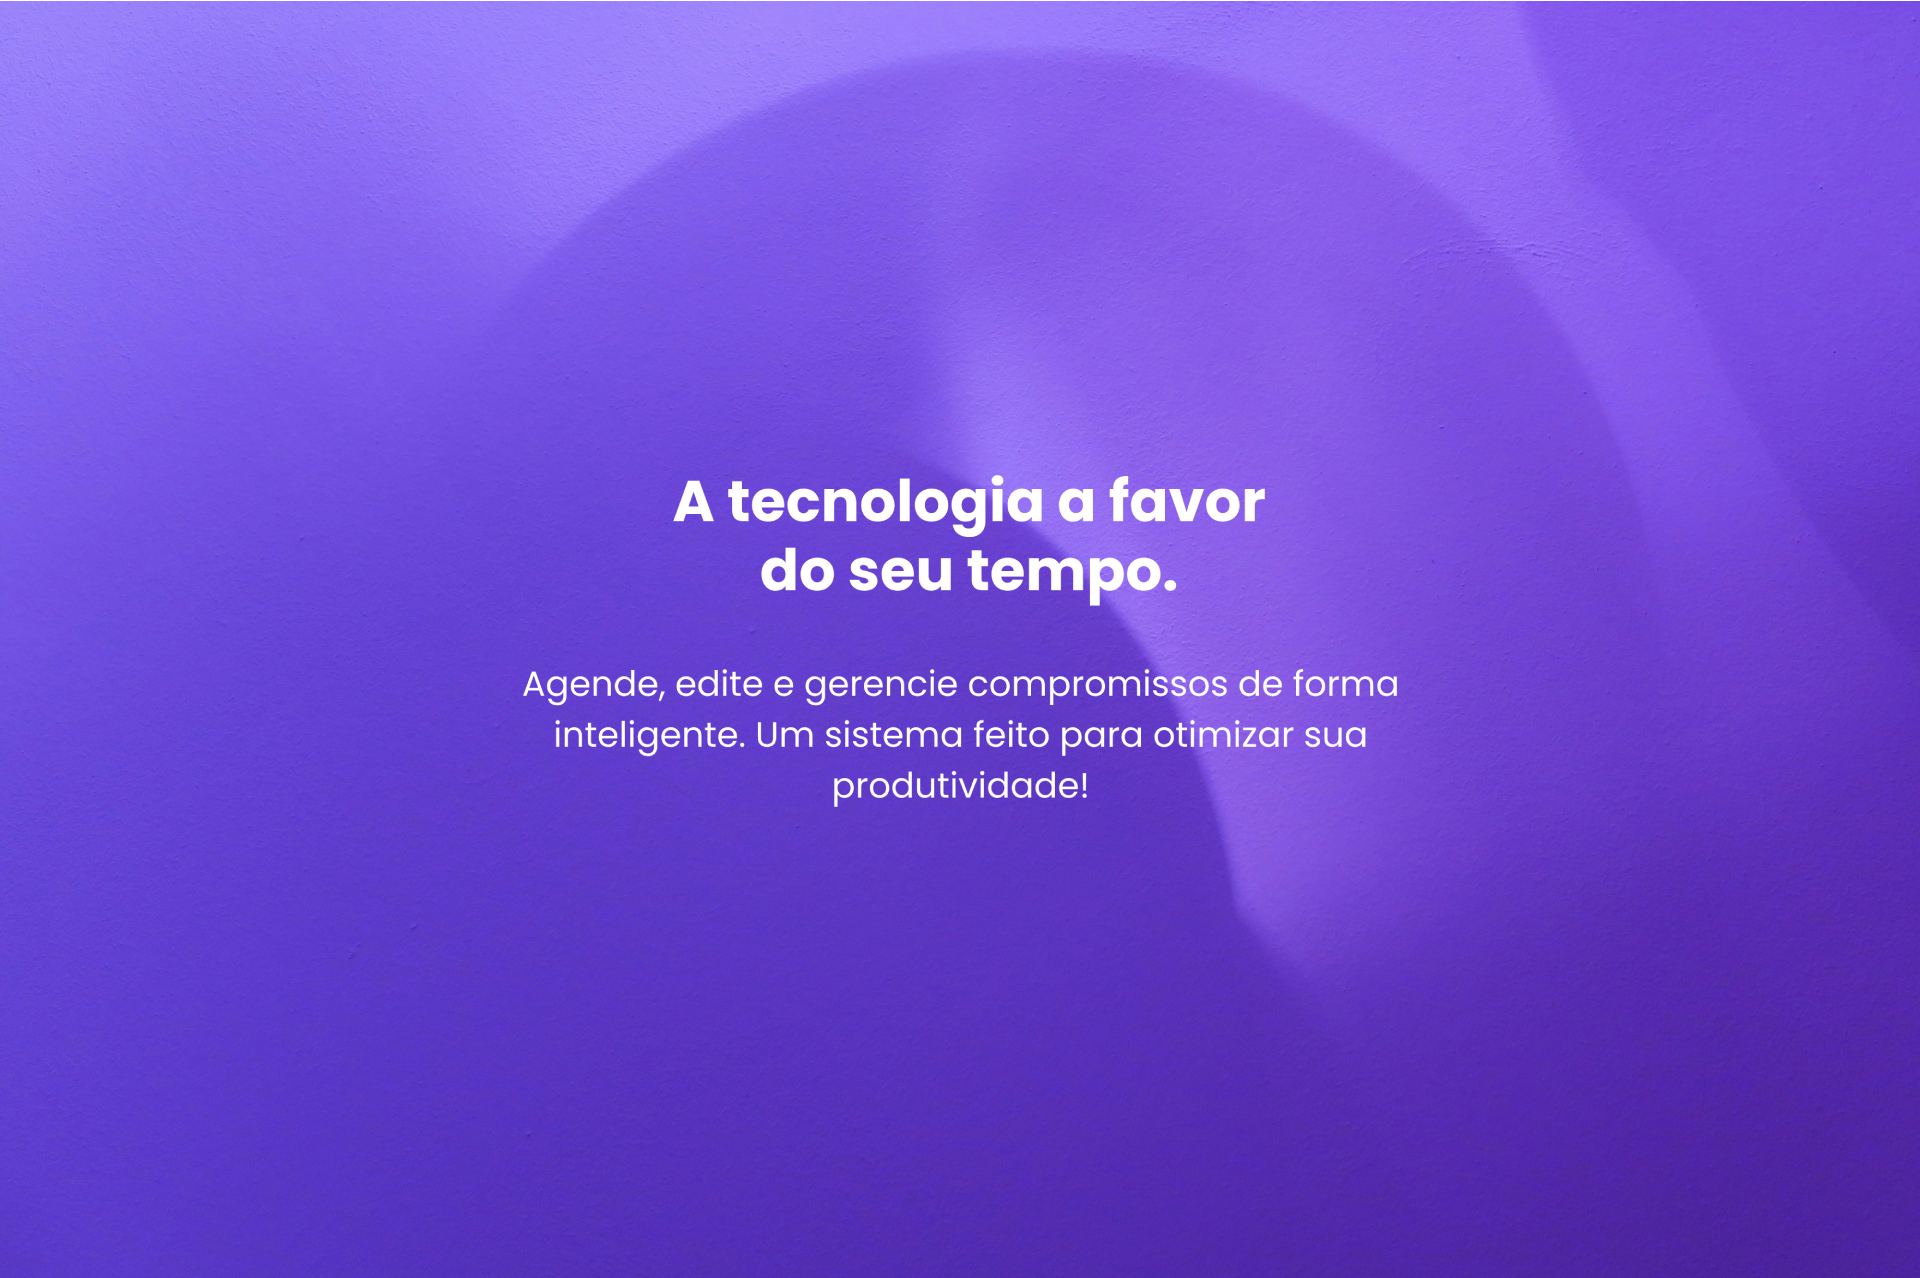 A tecnologia a favor
do seu tempo.
Agende, edite e gerencie compromissos de forma
inteligente. Um sistema feito para otimizar sua
produtividade!